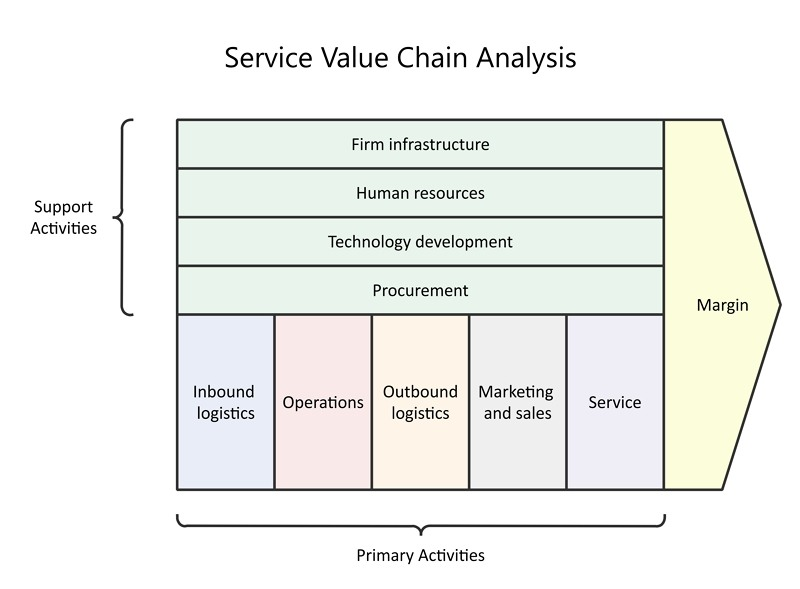 Service Value Chain Analysis
Firm infrastructure
Human resources
Support
Activities
Technology development
Procurement
Margin
Inbound
logistics
Operations
Outbound
logistics
Marketing
and sales
Service
Primary Activities